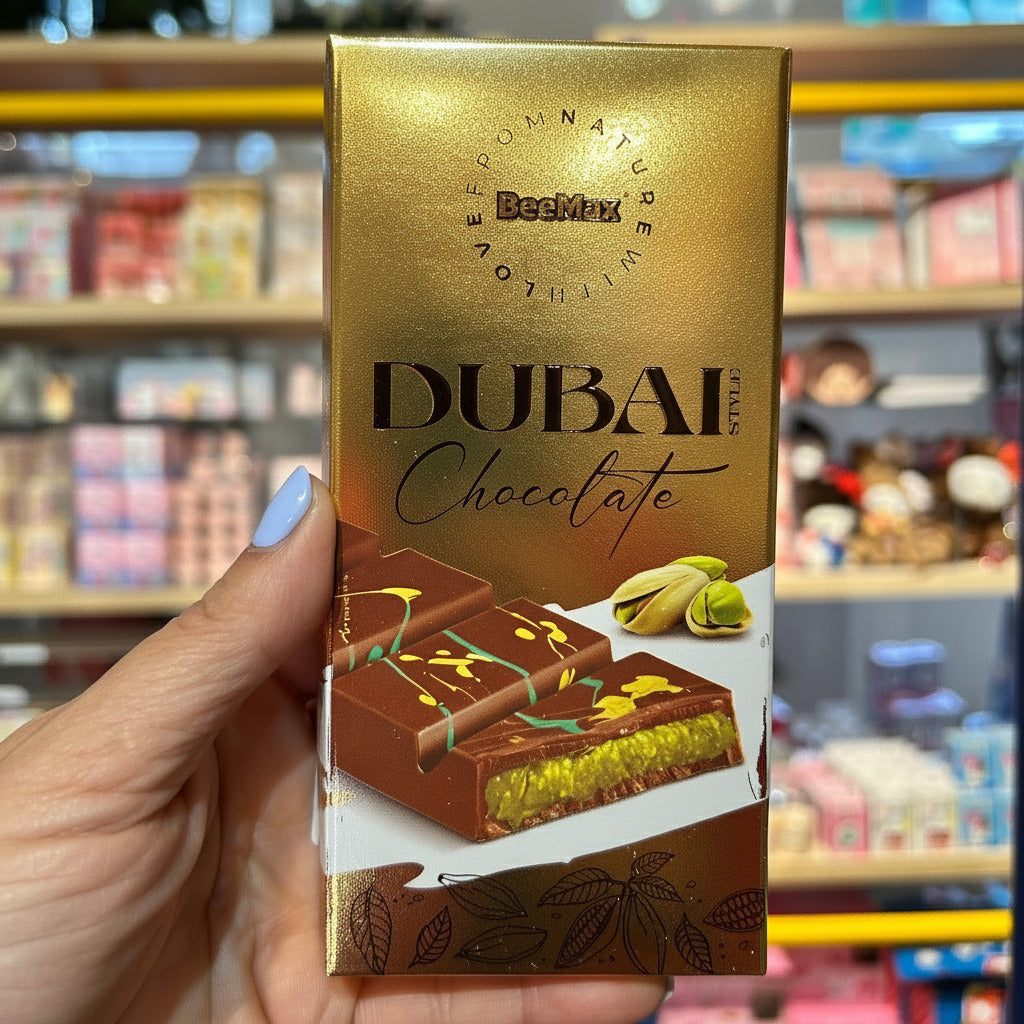 FROM NATURE WITH LOVE
BeeMax
DUBAI STYLE
Chocolate